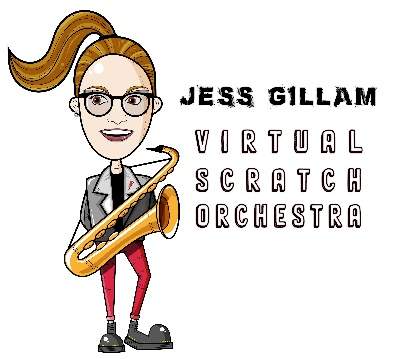 JESS GILLAM
VIRTUAL
SCRATCH
ORCHESTRA